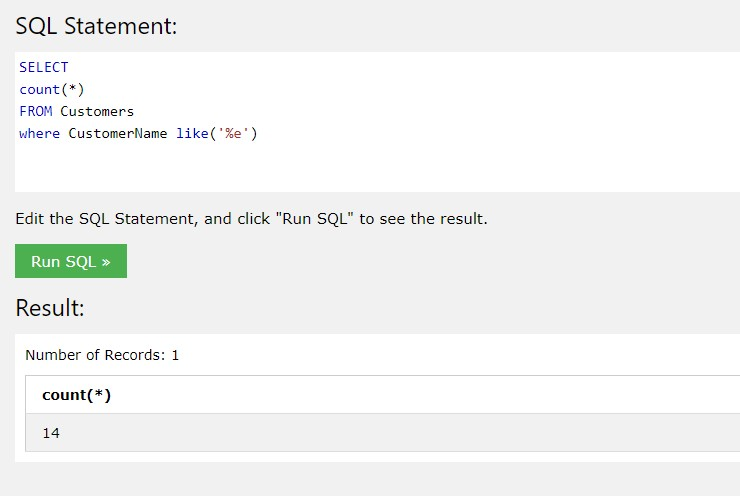 SQL Statement:
SELECT
count(*)
FROM Customers
where CustomerName like('%e')
Edit the SQL Statement, and click "Run SQL" to see the result.
Run SQL »
Result:
Number of Records: 1
count(*)
14